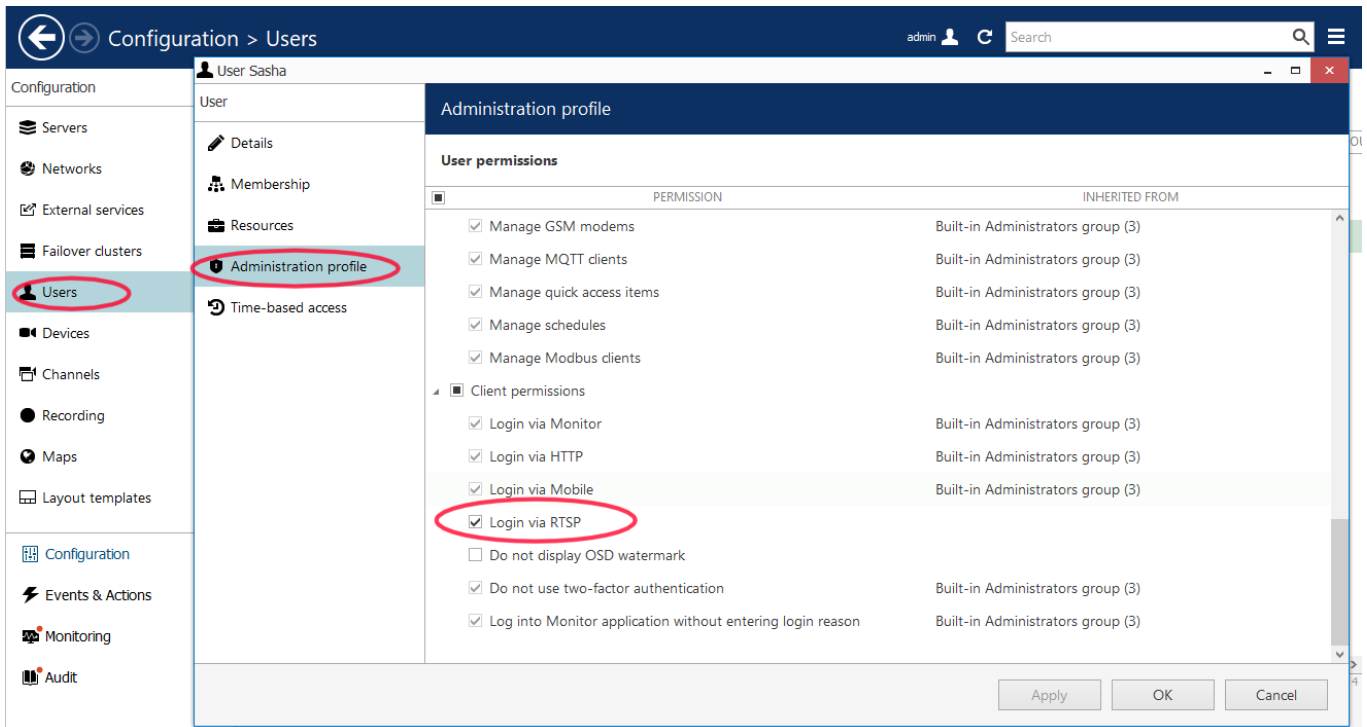 Configuration > Users
admin
Search
Configuration
Servers
Networks
External services
Failover clusters
Users
Devices
Channels
Recording
Maps
Layout templates
Configuration
Events & Actions
Monitoring
Audit
User Sasha
User
Details
Membership
Resources
Administration profile
Time-based access
Administration profile
User permissions
PERMISSION INHERITED FROM
Manage GSM modems Built-in Administrators group (3)
Manage MQTT clients Built-in Administrators group (3)
Manage quick access items Built-in Administrators group (3)
Manage schedules Built-in Administrators group (3)
Manage Modbus clients Built-in Administrators group (3)
Client permissions
Login via Monitor Built-in Administrators group (3)
Login via HTTP Built-in Administrators group (3)
Login via Mobile Built-in Administrators group (3)
Login via RTSP
Do not display OSD watermark
Do not use two-factor authentication Built-in Administrators group (3)
Log into Monitor application without entering login reason Built-in Administrators group (3)
Apply OK Cancel